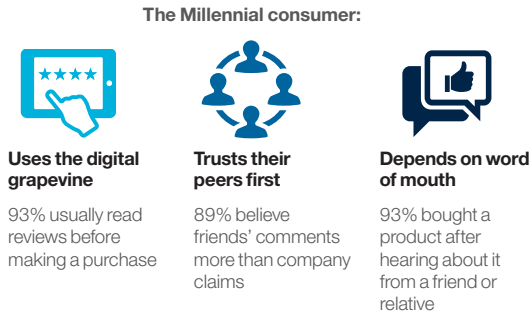 The Millennial consumer:
Uses the digital
grapevine
93% usually read
reviews before
making a purchase
Trusts their
peers first
89% believe
friends’ comments
more than company
claims
Depends on word
of mouth
93% bought a
product after
hearing about it
from a friend or
relative